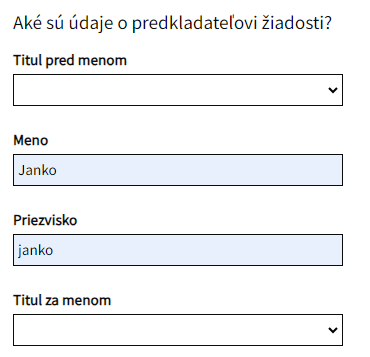 Aké sú údaje o predkladateľovi žiadosti?
Titul pred menom
Meno
Janko
Priezvisko
janko
Titul za menom